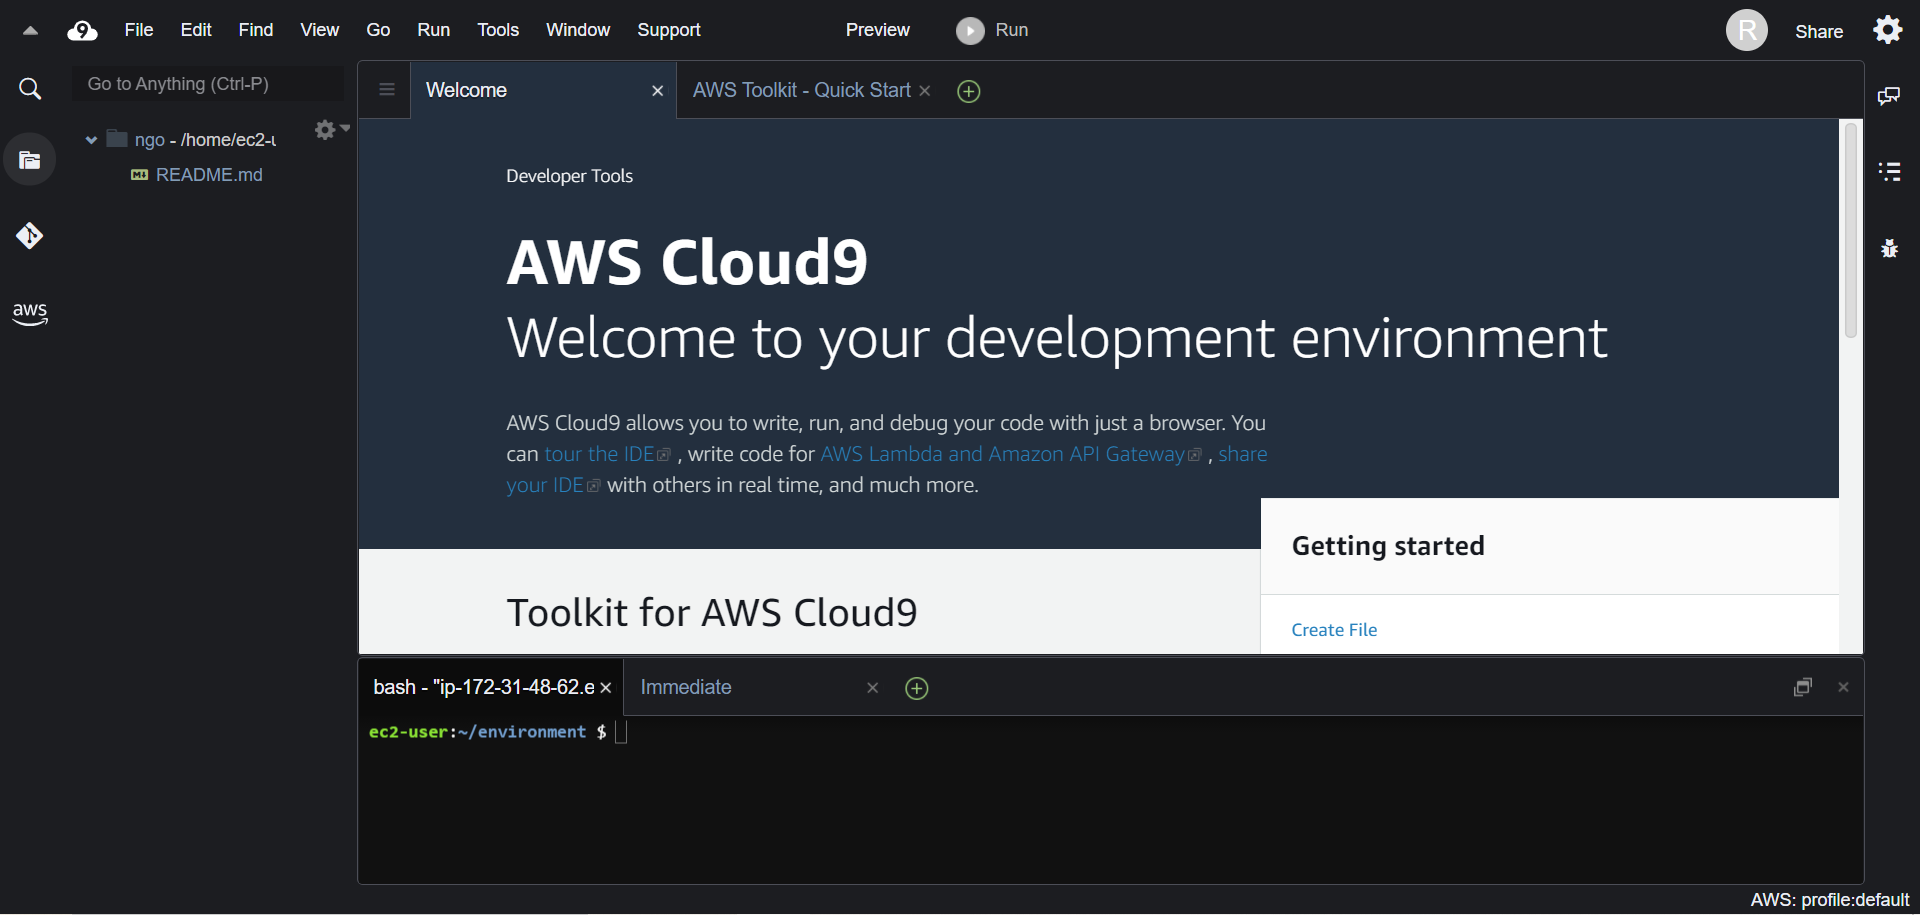 9 File Edit Find View Go Run Tools Window Support Preview Run R Share
Go to Anything (Ctrl-P)
Welcome AWS Toolkit - Quick Start
ngo - /home/ec2-u
M↓ README.md
aws
Developer Tools
AWS Cloud9
Welcome to your development environment
AWS Cloud9 allows you to write, run, and debug your code with just a browser. You
can tour the IDE , write code for AWS Lambda and Amazon API Gateway , share
your IDE with others in real time, and much more.
Getting started
Toolkit for AWS Cloud9
Create File
bash - "ip-172-31-48-62.e Immediate
ec2-user:~/environment $
AWS: profile:default